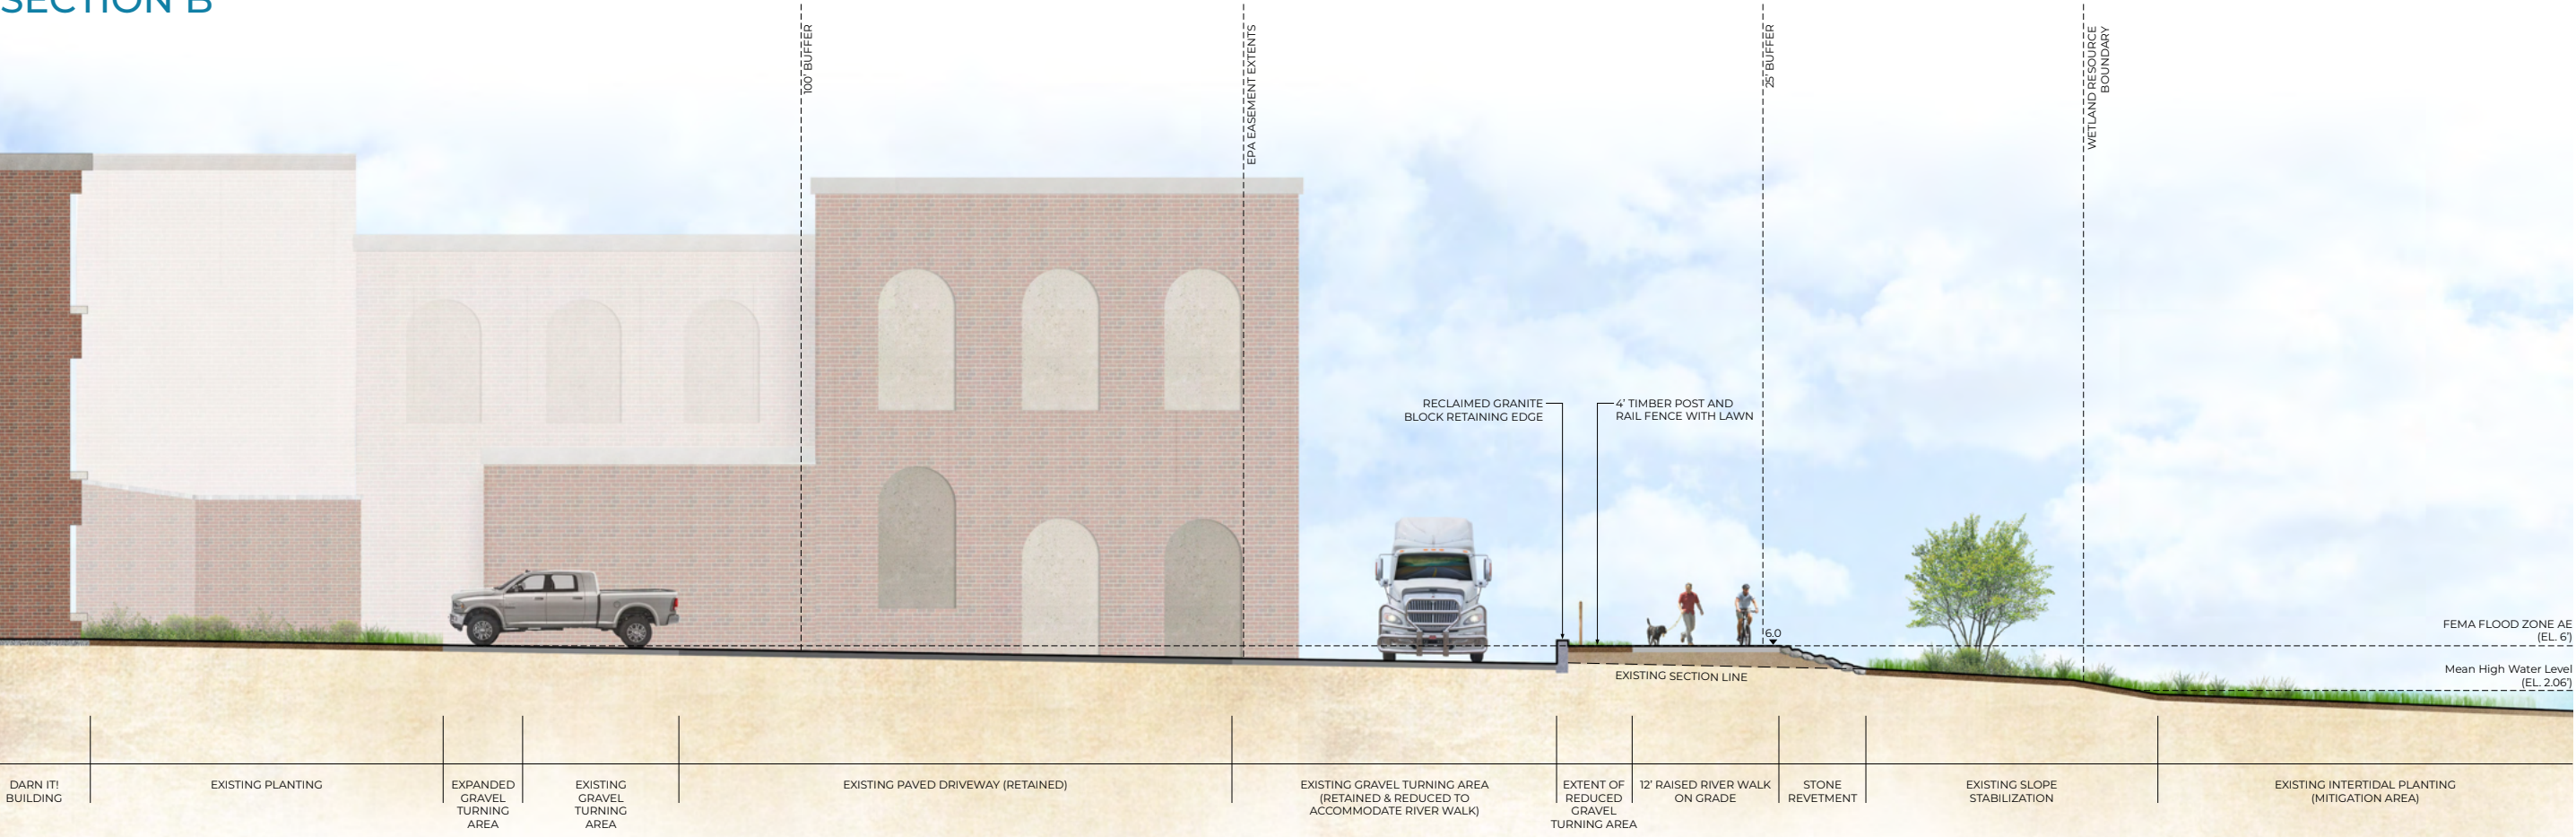 SECTION B
100' BUFFER
EPA EASEMENT EXTENTS
25' BUFFER
WETLAND RESOURCE
BOUNDARY
RECLAIMED GRANITE
BLOCK RETAINING EDGE
4' TIMBER POST AND
RAIL FENCE WITH LAWN
6.0
FEMA FLOOD ZONE AE
(EL. 6')
Mean High Water Level
(EL. 2.06')
EXISTING SECTION LINE
DARN IT!
BUILDING
EXISTING PLANTING
EXPANDED
GRAVEL
TURNING
AREA
EXISTING
GRAVEL
TURNING
AREA
EXISTING PAVED DRIVEWAY (RETAINED)
EXISTING GRAVEL TURNING AREA
(RETAINED & REDUCED TO
ACCOMMODATE RIVER WALK)
EXTENT OF
REDUCED
GRAVEL
TURNING AREA
12' RAISED RIVER WALK
ON GRADE
STONE
REVETMENT
EXISTING SLOPE
STABILIZATION
EXISTING INTERTIDAL PLANTING
(MITIGATION AREA)